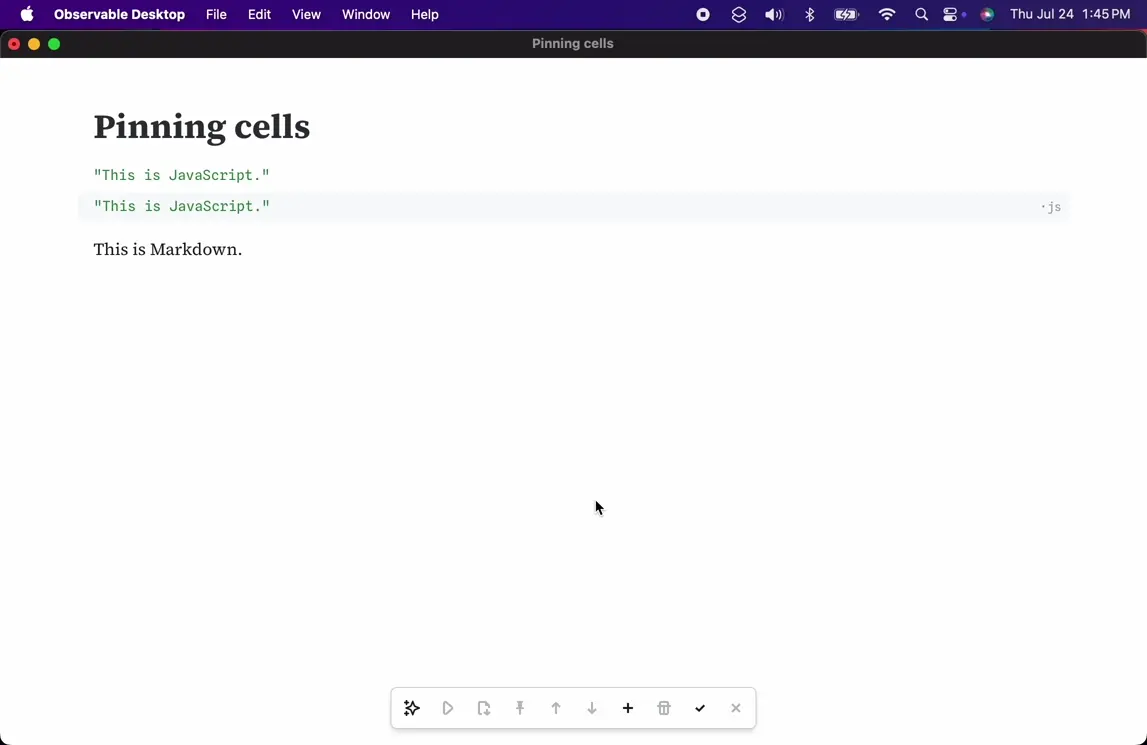 Observable Desktop File Edit View Window Help Thu Jul 24 1:45 PM
Pinning cells
Pinning cells
"This is JavaScript."
"This is JavaScript." ·js
This is Markdown.